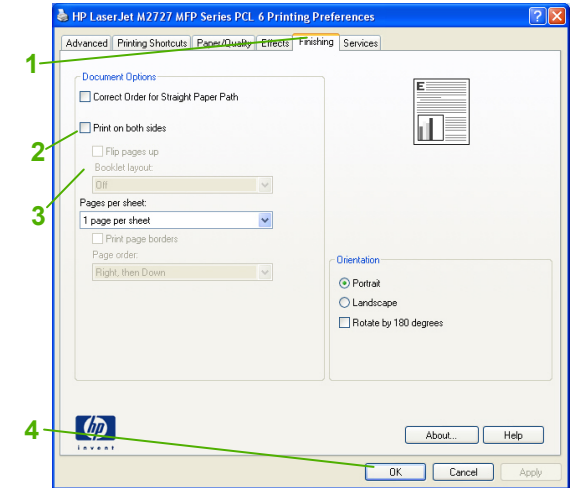 HP LaserJet M2727 MFP Series PCL 6 Printing Preferences
Advanced Printing Shortcuts Paper/Quality Effects Finishing Services
1
Document Options
Correct Order for Straight Paper Path
2
Print on both sides
Flip pages up
Booklet layout:
3
Off
Pages per sheet:
1 page per sheet
Print page borders
Page order:
Right, then Down
E
Orientation
Portrait
Landscape
Rotate by 180 degrees
4
hp
invent
About... Help
OK Cancel Apply